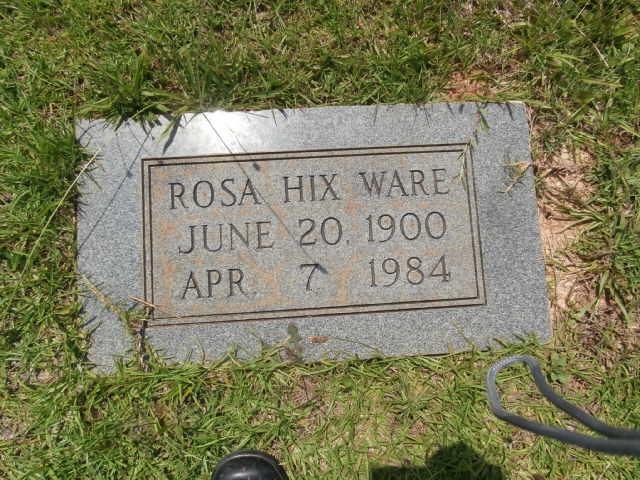 ROSA HIX WARE
JUNE 20, 1900
APR. 7 1984